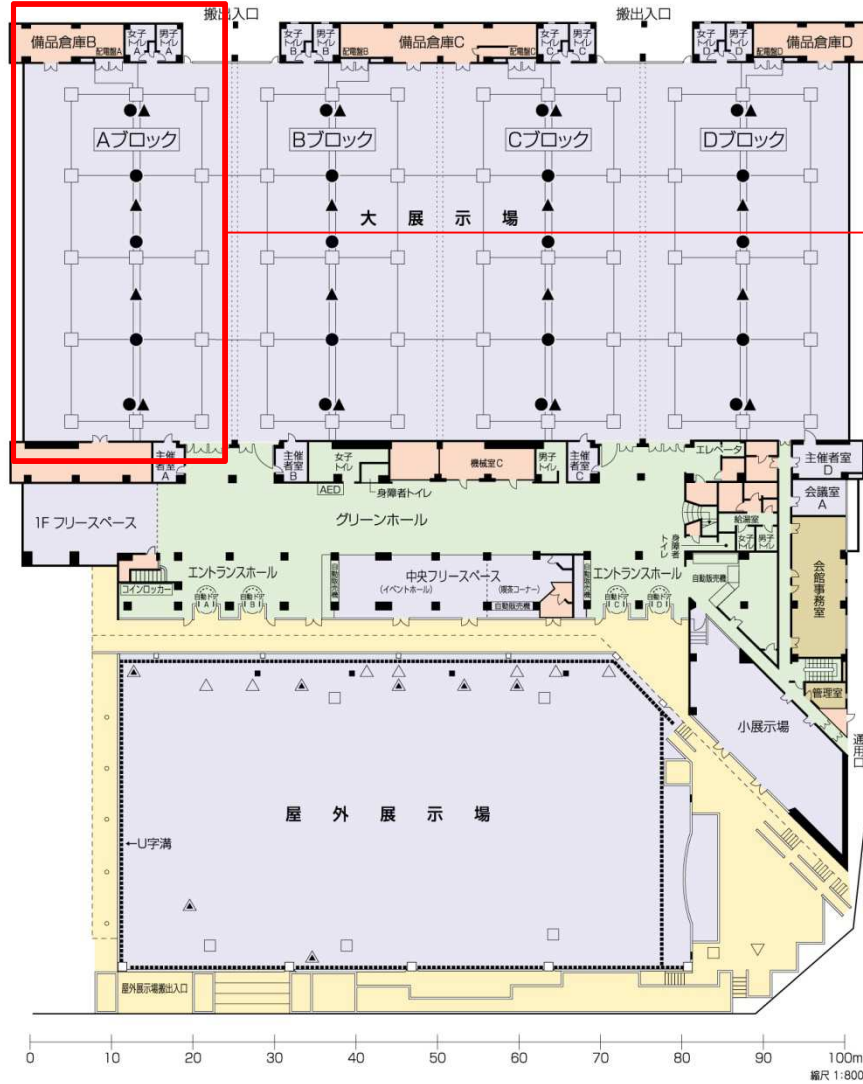 搬出入口
搬出入口
備品倉庫B
配電盤A
女子トイレA
男子トイレA
女子トイレB
男子トイレB
配電盤B
備品倉庫C
配電盤C
女子トイレC
男子トイレC
女子トイレD
男子トイレD
配電盤D
備品倉庫D
Aブロック
Bブロック
Cブロック
Dブロック
大展示場
主催者室A
主催者室B
女子トイレ
機械室C
男子トイレ
主催者室C
エレベータ
主催者室D
AED
身障者トイレ
会議室A
1F フリースペース
グリーンホール
給湯室
身障者トイレ
女子トイレ
男子トイレ
エントランスホール
中央フリースペース
(イベントホール)
(喫茶コーナー)
エントランスホール
自動販売機
自動販売機
自動販売機
自動販売機
コインロッカー
自動ドアA
自動ドアB
自動ドアC
自動ドアD
会館事務室
管理室
小展示場
通用口
屋外展示場
←U字溝
屋外展示場搬出入口
0 10 20 30 40 50 60 70 80 90 100m
縮尺 1:800